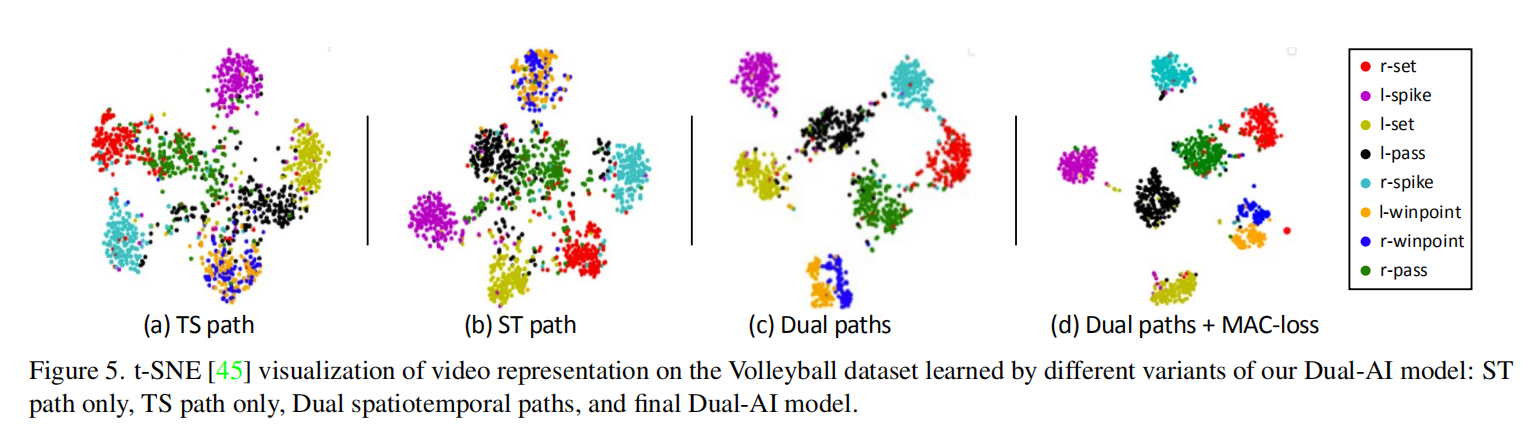 r-set
l-spike
l-set
l-pass
r-spike
l-winpoint
r-winpoint
r-pass
(a) TS path
(b) ST path
(c) Dual paths
(d) Dual paths + MAC-loss
Figure 5. t-SNE [45] visualization of video representation on the Volleyball dataset learned by different variants of our Dual-AI model: ST
path only, TS path only, Dual spatiotemporal paths, and final Dual-AI model.